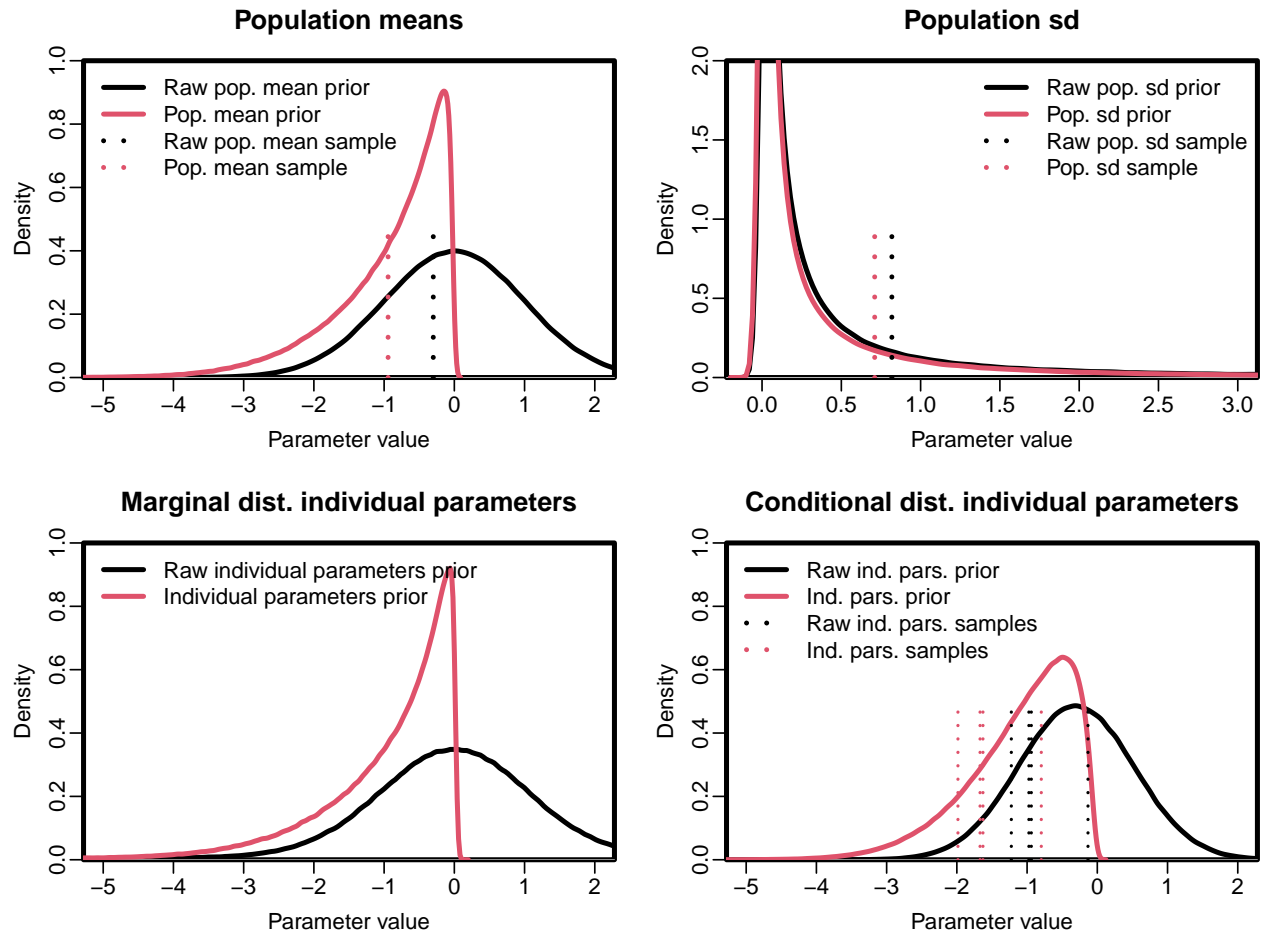 Population means
Raw pop. mean prior
Pop. mean prior
Raw pop. mean sample
Pop. mean sample
Density
0.0 0.2 0.4 0.6 0.8 1.0
−5 −4 −3 −2 −1 0 1 2
Parameter value
Population sd
Raw pop. sd prior
Pop. sd prior
Raw pop. sd sample
Pop. sd sample
Density
0.0 0.5 1.0 1.5 2.0
0.0 0.5 1.0 1.5 2.0 2.5 3.0
Parameter value
Marginal dist. individual parameters
Raw individual parameters prior
Individual parameters prior
Density
0.0 0.2 0.4 0.6 0.8 1.0
−5 −4 −3 −2 −1 0 1 2
Parameter value
Conditional dist. individual parameters
Raw ind. pars. prior
Ind. pars. prior
Raw ind. pars. samples
Ind. pars. samples
Density
0.0 0.2 0.4 0.6 0.8 1.0
−5 −4 −3 −2 −1 0 1 2
Parameter value